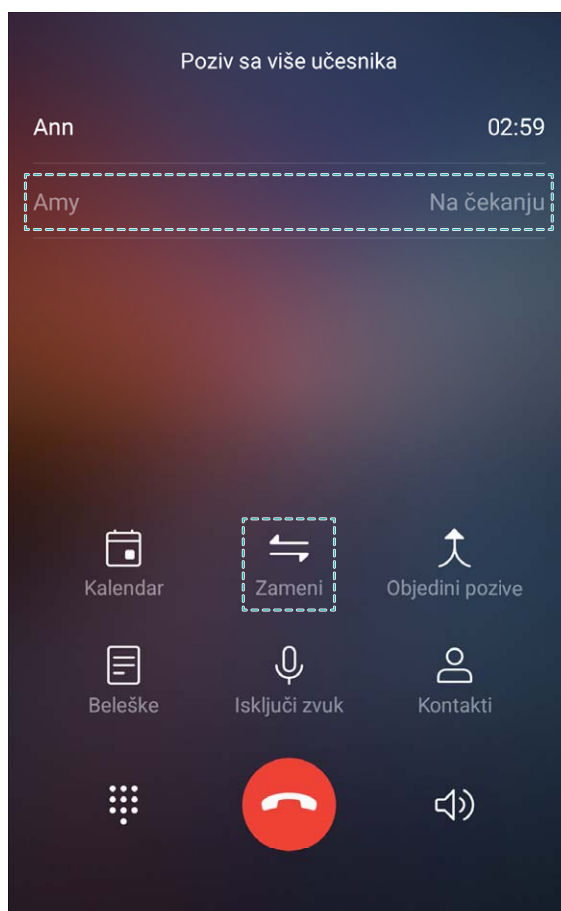 Poziv sa više učesnika
Ann 02:59
Amy Na čekanju
Kalendar Zameni Objedini pozive
Beleške Isključi zvuk Kontakti